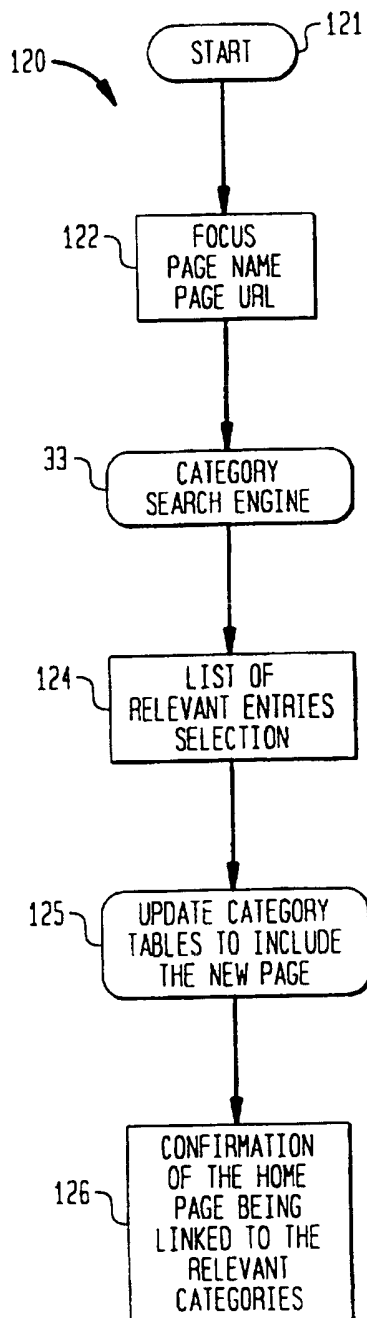 121
START
120
122
FOCUS
PAGE NAME
PAGE URL
33
CATEGORY
SEARCH ENGINE
124
LIST OF
RELEVANT ENTRIES
SELECTION
125
UPDATE CATEGORY
TABLES TO INCLUDE
THE NEW PAGE
126
CONFIRMATION
OF THE HOME
PAGE BEING
LINKED TO THE
RELEVANT
CATEGORIES